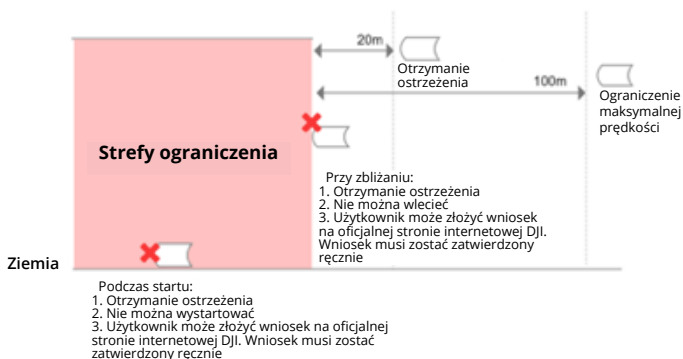 20m
Otrzymanie
ostrzeżenia
100m
Ograniczenie
maksymalnej
prędkości
Strefy ograniczenia
Przy zbliżaniu:
1. Otrzymanie ostrzeżenia
2. Nie można wlecieć
3. Użytkownik może złożyć wniosek
na oficjalnej stronie internetowej DJI.
Wniosek musi zostać zatwierdzony
ręcznie
Ziemia
Podczas startu:
1. Otrzymanie ostrzeżenia
2. Nie można wystartować
3. Użytkownik może złożyć wniosek na oficjalnej
stronie internetowej DJI. Wniosek musi zostać
zatwierdzony ręcznie